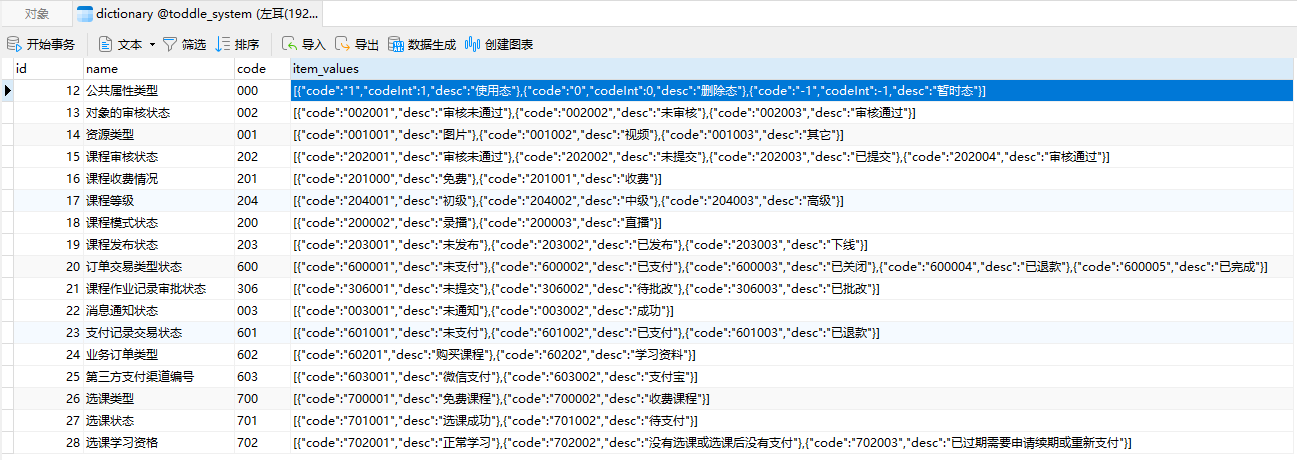 对象 dictionary @toddle_system (左耳(192...
开始事务 文本 筛选 排序 导入 导出 数据生成 创建图表
id name code item_values
12 公共属性类型 000 [{"code":"1","codeInt":1,"desc":"使用态"},{"code":"0","codeInt":0,"desc":"删除态"},{"code":"-1","codeInt":-1,"desc":"暂时态"}]
13 对象的审核状态 002 [{"code":"002001","desc":"审核未通过"},{"code":"002002","desc":"未审核"},{"code":"002003","desc":"审核通过"}]
14 资源类型 001 [{"code":"001001","desc":"图片"},{"code":"001002","desc":"视频"},{"code":"001003","desc":"其它"}]
15 课程审核状态 202 [{"code":"202001","desc":"审核未通过"},{"code":"202002","desc":"未提交"},{"code":"202003","desc":"已提交"},{"code":"202004","desc":"审核通过"}]
16 课程收费情况 201 [{"code":"201000","desc":"免费"},{"code":"201001","desc":"收费"}]
17 课程等级 204 [{"code":"204001","desc":"初级"},{"code":"204002","desc":"中级"},{"code":"204003","desc":"高级"}]
18 课程模式状态 200 [{"code":"200002","desc":"录播"},{"code":"200003","desc":"直播"}]
19 课程发布状态 203 [{"code":"203001","desc":"未发布"},{"code":"203002","desc":"已发布"},{"code":"203003","desc":"下线"}]
20 订单交易类型状态 600 [{"code":"600001","desc":"未支付"},{"code":"600002","desc":"已支付"},{"code":"600003","desc":"已关闭"},{"code":"600004","desc":"已退款"},{"code":"600005","desc":"已完成"}]
21 课程作业记录审批状态 306 [{"code":"306001","desc":"未提交"},{"code":"306002","desc":"待批改"},{"code":"306003","desc":"已批改"}]
22 消息通知状态 003 [{"code":"003001","desc":"未通知"},{"code":"003002","desc":"成功"}]
23 支付记录交易状态 601 [{"code":"601001","desc":"未支付"},{"code":"601002","desc":"已支付"},{"code":"601003","desc":"已退款"}]
24 业务订单类型 602 [{"code":"60201","desc":"购买课程"},{"code":"60202","desc":"学习资料"}]
25 第三方支付渠道编号 603 [{"code":"603001","desc":"微信支付"},{"code":"603002","desc":"支付宝"}]
26 选课类型 700 [{"code":"700001","desc":"免费课程"},{"code":"700002","desc":"收费课程"}]
27 选课状态 701 [{"code":"701001","desc":"选课成功"},{"code":"701002","desc":"待支付"}]
28 选课学习资格 702 [{"code":"702001","desc":"正常学习"},{"code":"702002","desc":"没有选课或选课后没有支付"},{"code":"702003","desc":"已过期需要申请续期或重新支付"}]